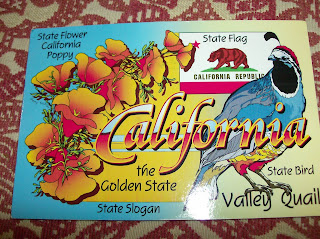 State Flower
California
Poppy
State Flag
CALIFORNIA REPUBLIC
California
the
Golden State
State Slogan
State Bird
Valley Quail